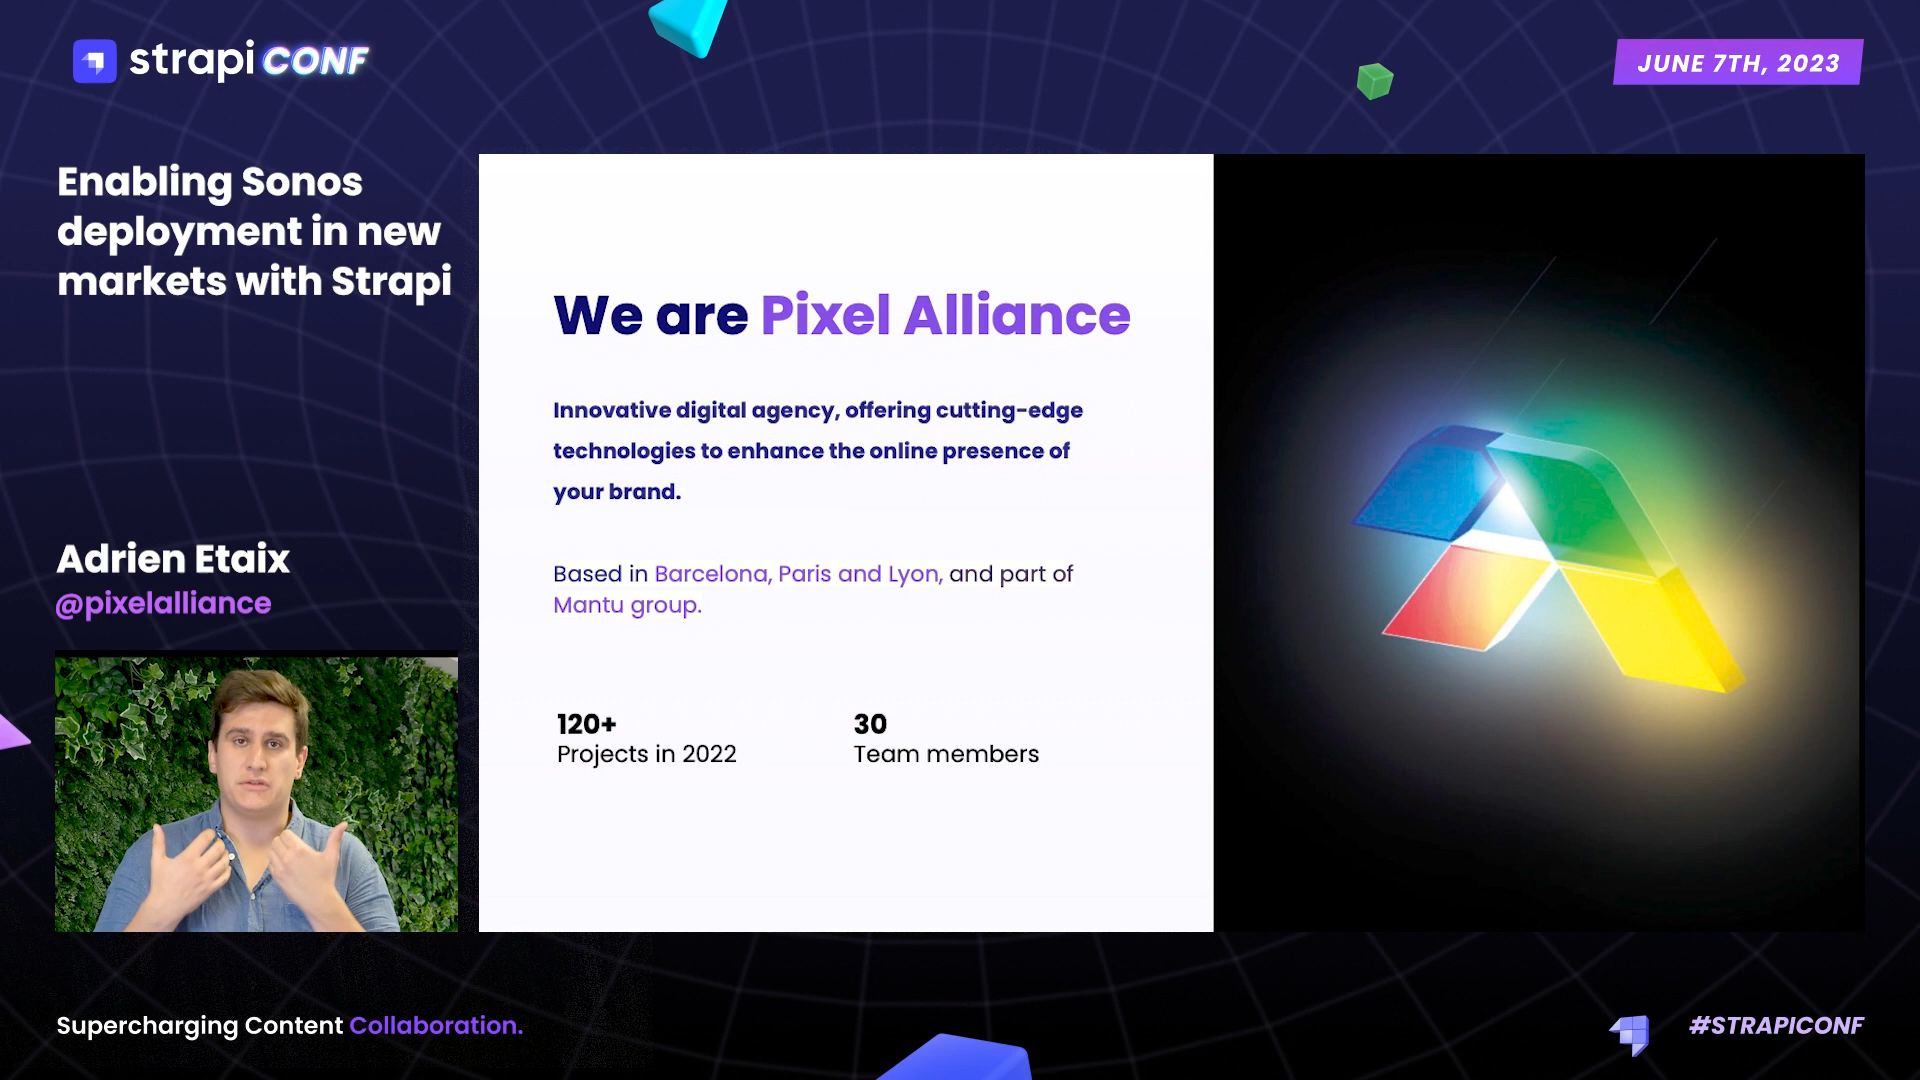 strapi CONF
JUNE 7TH, 2023
Enabling Sonos
deployment in new
markets with Strapi
Adrien Etaix
@pixelalliance
We are Pixel Alliance
Innovative digital agency, offering cutting-edge
technologies to enhance the online presence of
your brand.
Based in Barcelona, Paris and Lyon, and part of
Mantu group.
120+
Projects in 2022
30
Team members
Supercharging Content Collaboration.
#STRAPICONF